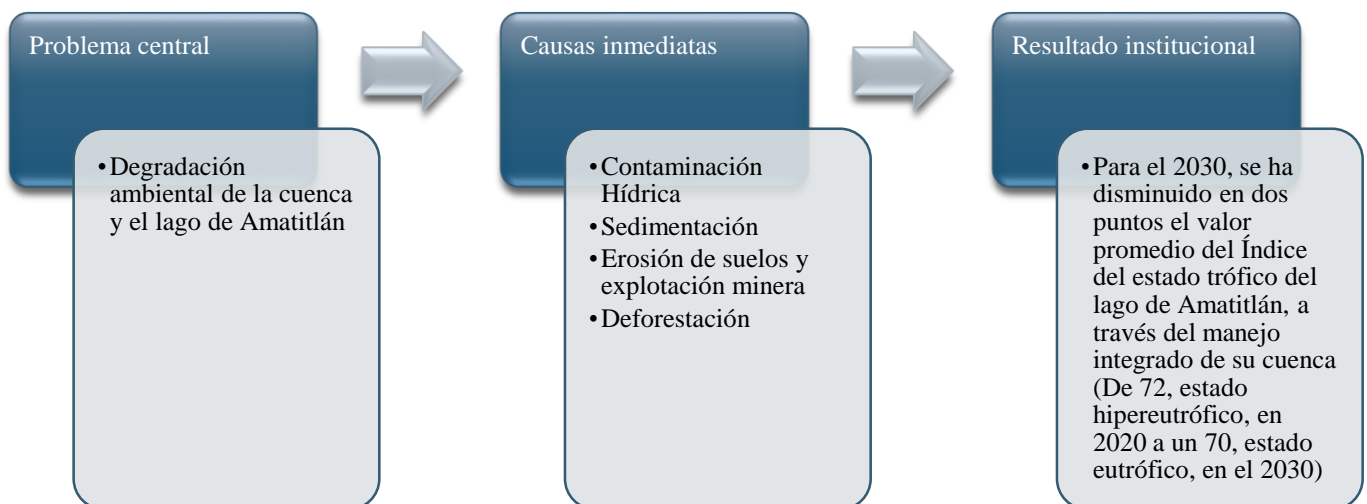 Problema central
•Degradación
ambiental de la cuenca
y el lago de Amatitlán
Causas inmediatas
•Contaminación
Hídrica
•Sedimentación
•Erosión de suelos y
explotación minera
•Deforestación
Resultado institucional
•Para el 2030, se ha
disminuido en dos
puntos el valor
promedio del Índice
del estado trófico del
lago de Amatitlán, a
través del manejo
integrado de su cuenca
(De 72, estado
hipereutrófico, en
2020 a un 70, estado
eutrófico, en el 2030)